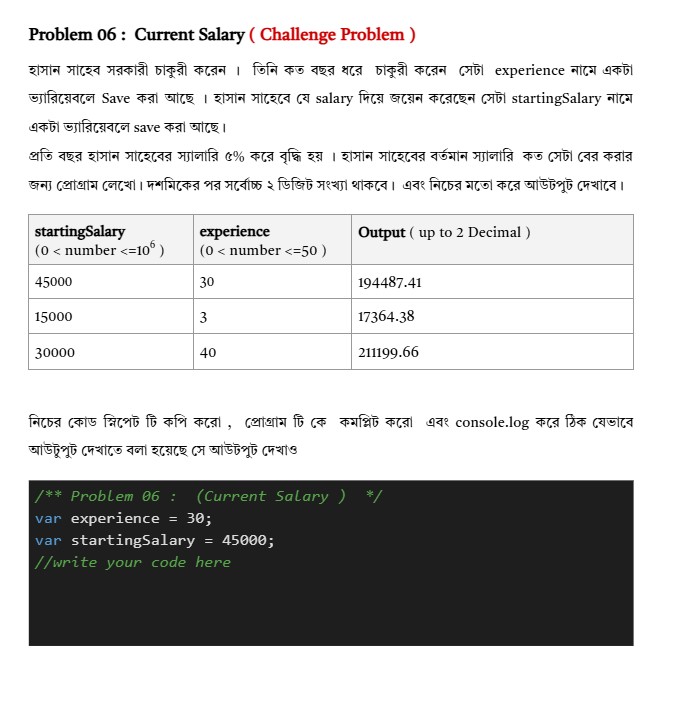 Problem 06 : Current Salary ( Challenge Problem )
হাসান সাহেব সরকারী চাকুরী করেন । তিনি কত বছর ধরে চাকুরী করেন সেটা experience নামে একটা
ভ্যারিয়েবলে Save করা আছে । হাসান সাহেবে যে salary দিয়ে জয়েন করেছেন সেটা startingSalary নামে
একটা ভ্যারিয়েবলে save করা আছে।
প্রতি বছর হাসান সাহেবের স্যালারি ৫% করে বৃদ্ধি হয় । হাসান সাহেবের বর্তমান স্যালারি কত সেটা বের করার
জন্য প্রোগ্রাম লেখো। দশমিকের পর সর্বোচ্চ ২ ডিজিট সংখ্যা থাকবে। এবং নিচের মতো করে আউটপুট দেখাবে।
startingSalary experience Output ( up to 2 Decimal )
(0 < number <=10⁶ ) (0 < number <=50 )
45000 30 194487.41
15000 3 17364.38
30000 40 211199.66
নিচের কোড স্নিপেট টি কপি করো , প্রোগ্রাম টি কে কমপ্লিট করো এবং console.log করে ঠিক যেভাবে
আউটুপুট দেখাতে বলা হয়েছে সে আউটপুট দেখাও
/** Problem 06 : (Current Salary ) */
var experience = 30;
var startingSalary = 45000;
//write your code here